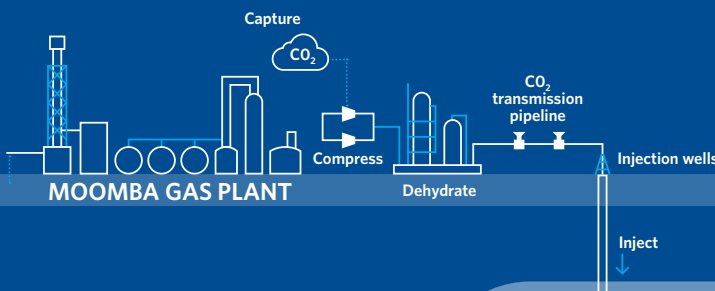 Capture
CO₂
CO₂
transmission
pipeline
Compress
Injection wells
MOOMBA GAS PLANT
Dehydrate
Inject